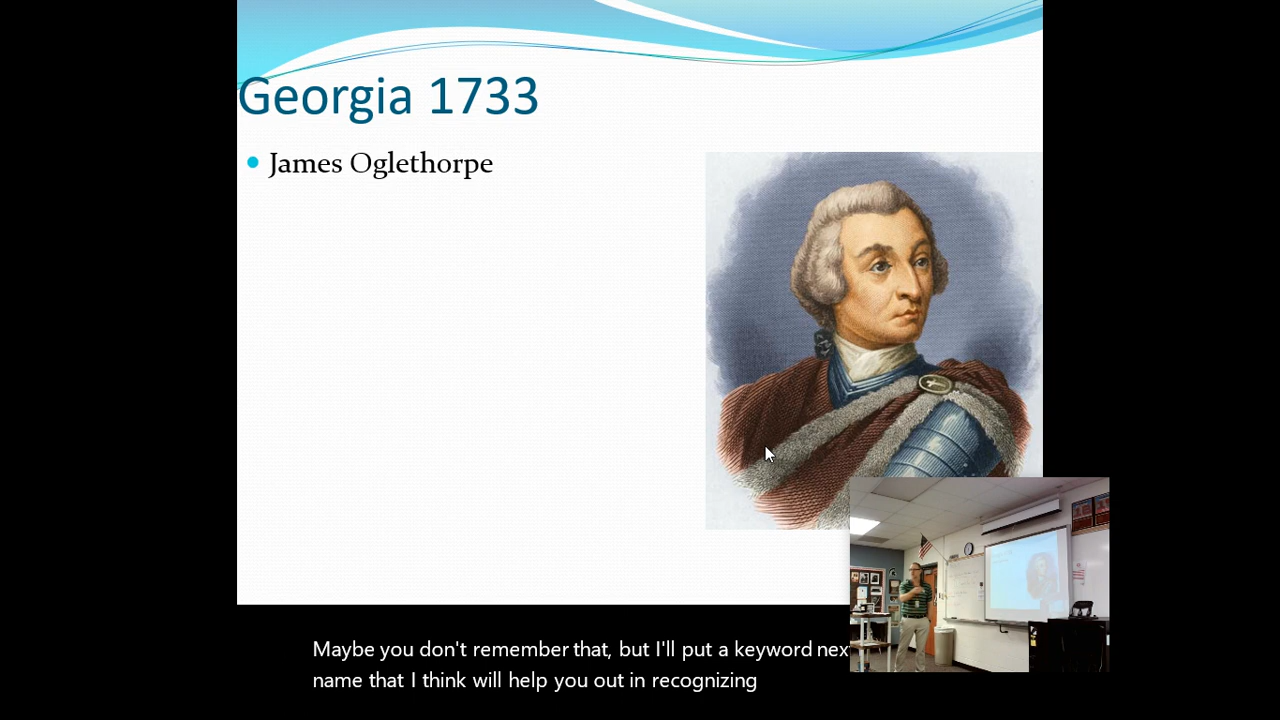 Georgia 1733
James Oglethorpe
Maybe you don't remember that, but I'll put a keyword
name that I think will help you out in recognizing